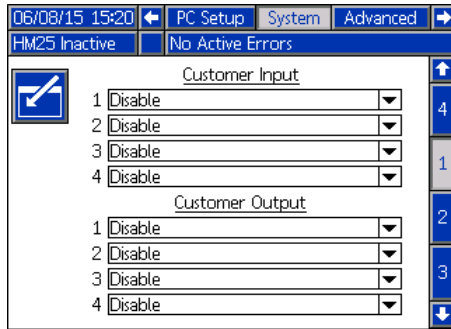 06/08/15 15:20 PC Setup System Advanced
HM25 Inactive No Active Errors
Customer Input
1 Disable
2 Disable
3 Disable
4 Disable
Customer Output
1 Disable
2 Disable
3 Disable
4 Disable
4
1
2
3